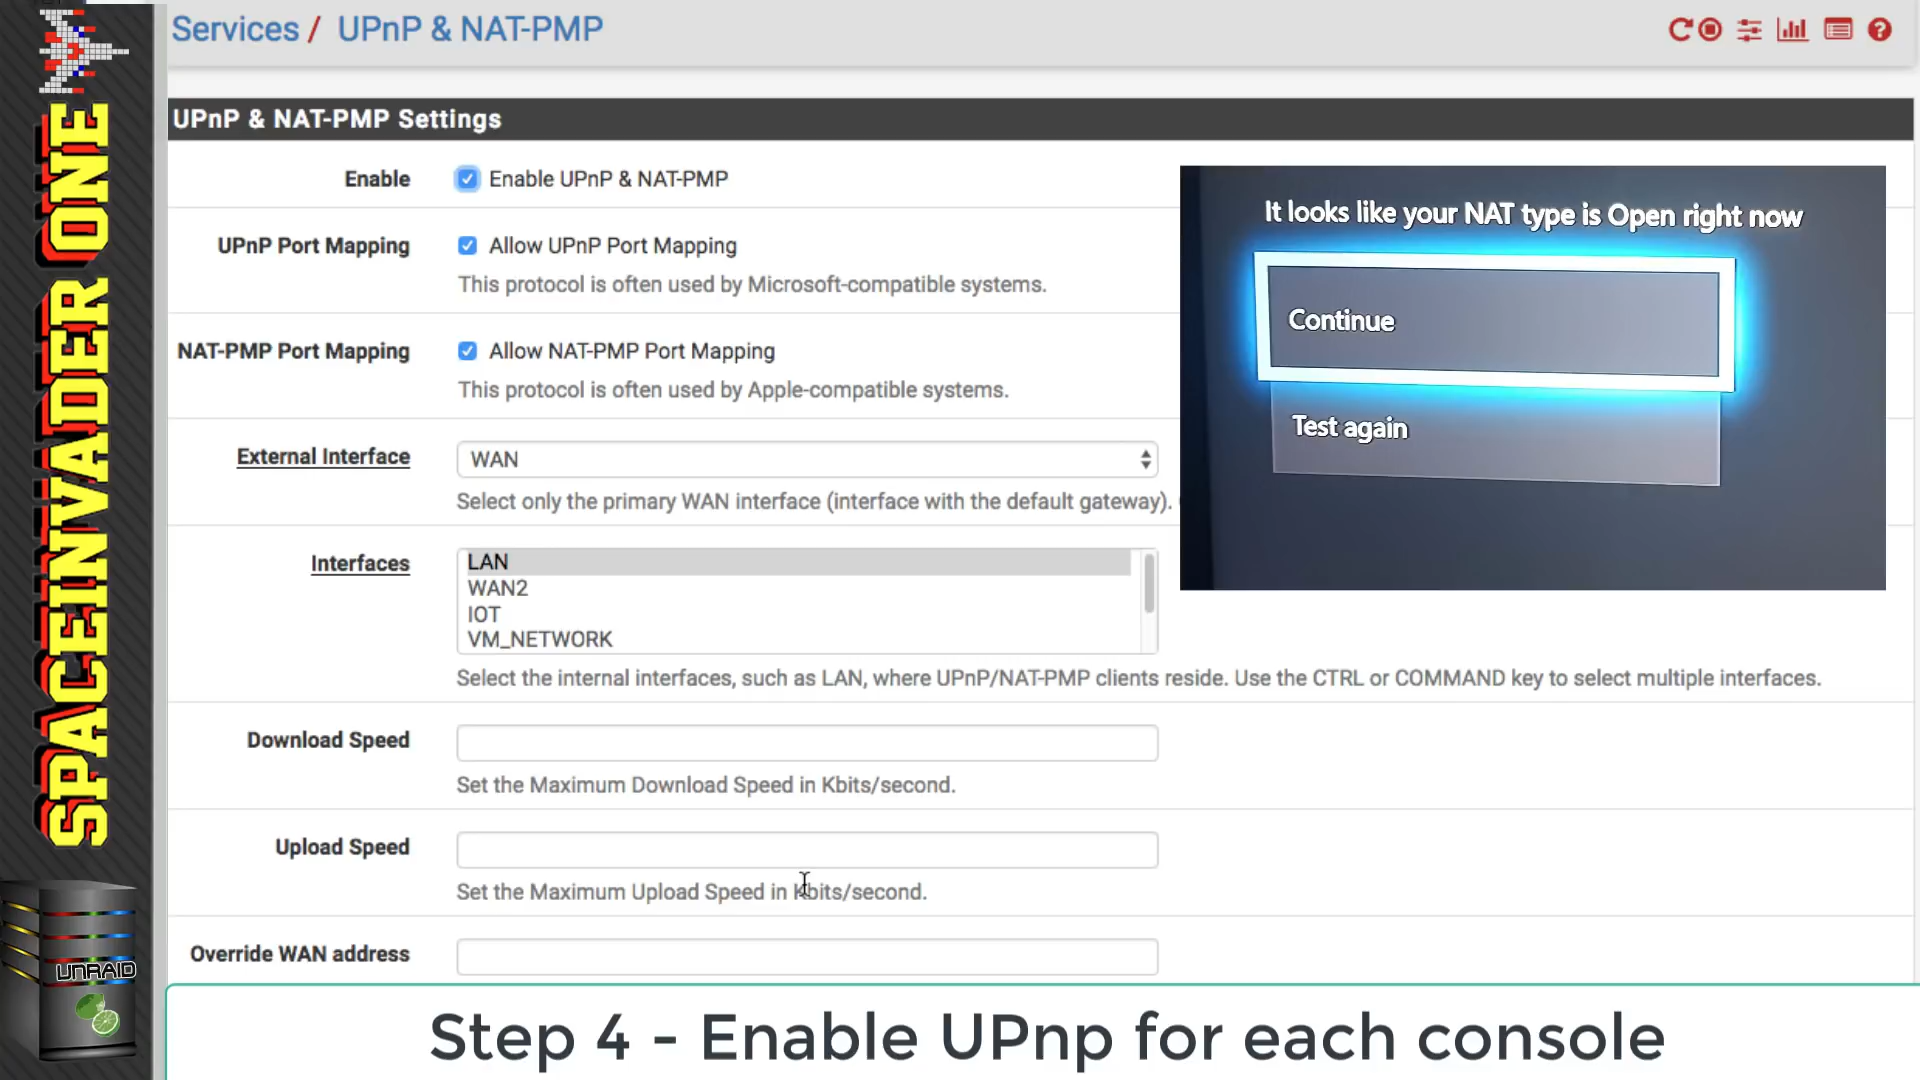 Services / UPnP & NAT-PMP
UPnP & NAT-PMP Settings
Enable
Enable UPnP & NAT-PMP
UPnP Port Mapping
Allow UPnP Port Mapping
This protocol is often used by Microsoft-compatible systems.
NAT-PMP Port Mapping
Allow NAT-PMP Port Mapping
This protocol is often used by Apple-compatible systems.
External Interface
WAN
Select only the primary WAN interface (interface with the default gateway).
Interfaces
LAN
WAN2
IOT
VM_NETWORK
Select the internal interfaces, such as LAN, where UPnP/NAT-PMP clients reside. Use the CTRL or COMMAND key to select multiple interfaces.
Download Speed
Set the Maximum Download Speed in Kbits/second.
Upload Speed
Set the Maximum Upload Speed in Kbits/second.
Override WAN address
It looks like your NAT type is Open right now
Continue
Test again
SPACEINVADER ONE
UNRAID
Step 4 - Enable UPnp for each console